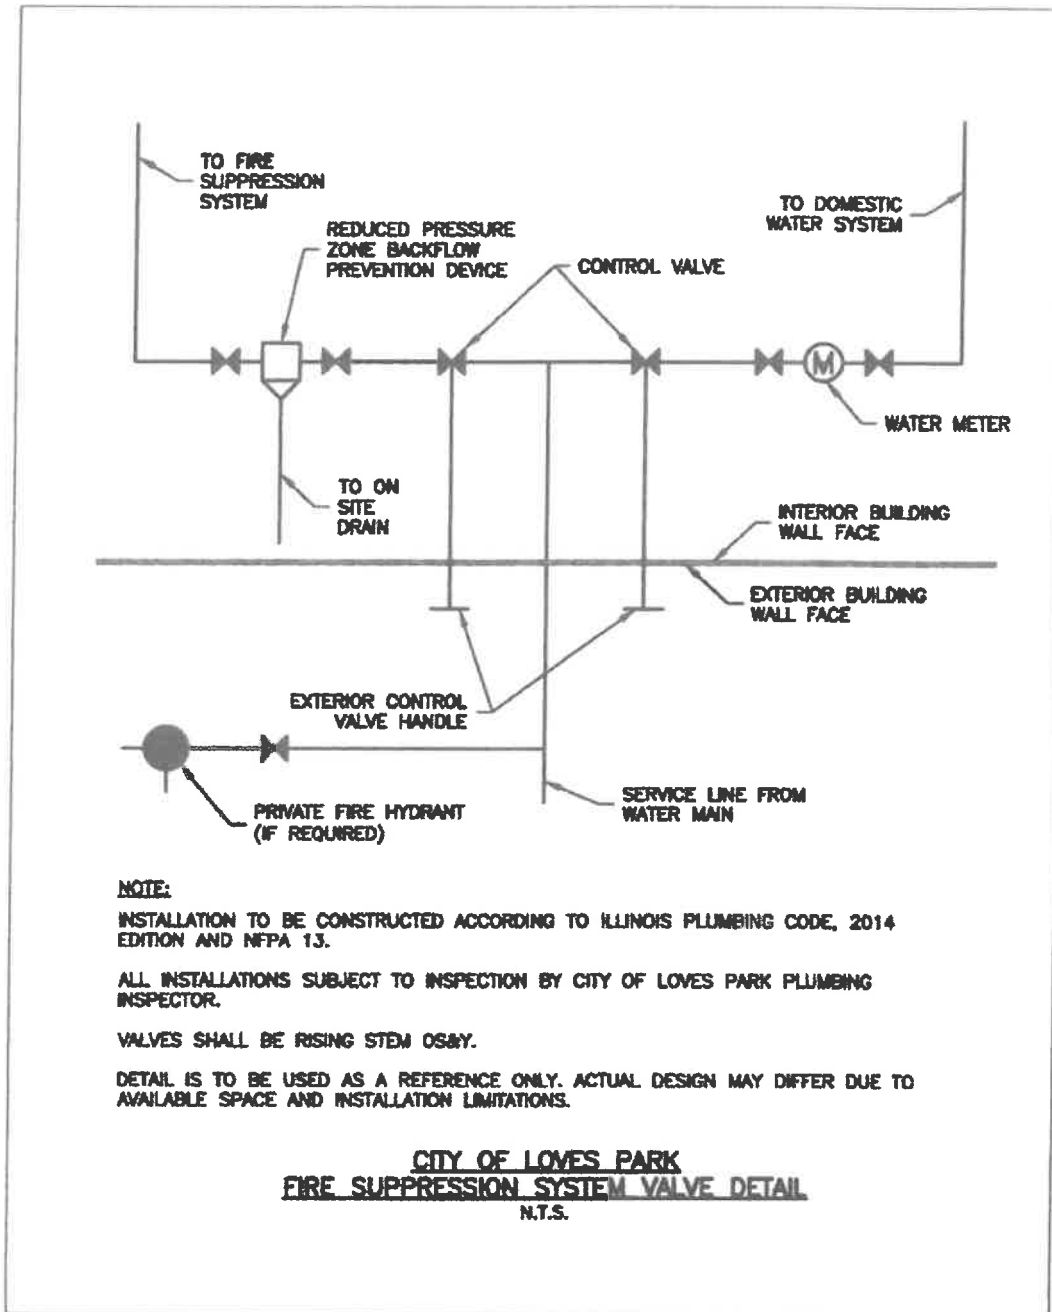 TO FIRE
SUPPRESSION
SYSTEM
TO DOMESTIC
WATER SYSTEM
REDUCED PRESSURE
ZONE BACKFLOW
PREVENTION DEVICE
CONTROL VALVE
M
WATER METER
TO ON
SITE
DRAIN
INTERIOR BUILDING
WALL FACE
EXTERIOR BUILDING
WALL FACE
EXTERIOR CONTROL
VALVE HANDLE
SERVICE LINE FROM
WATER MAIN
PRIVATE FIRE HYDRANT
(IF REQUIRED)
NOTE:
INSTALLATION TO BE CONSTRUCTED ACCORDING TO ILLINOIS PLUMBING CODE, 2014
EDITION AND NFPA 13.
ALL INSTALLATIONS SUBJECT TO INSPECTION BY CITY OF LOVES PARK PLUMBING
INSPECTOR.
VALVES SHALL BE RISING STEM OS&Y.
DETAIL IS TO BE USED AS A REFERENCE ONLY. ACTUAL DESIGN MAY DIFFER DUE TO
AVAILABLE SPACE AND INSTALLATION LIMITATIONS.
CITY OF LOVES PARK
FIRE SUPPRESSION SYSTEM VALVE DETAIL
N.T.S.